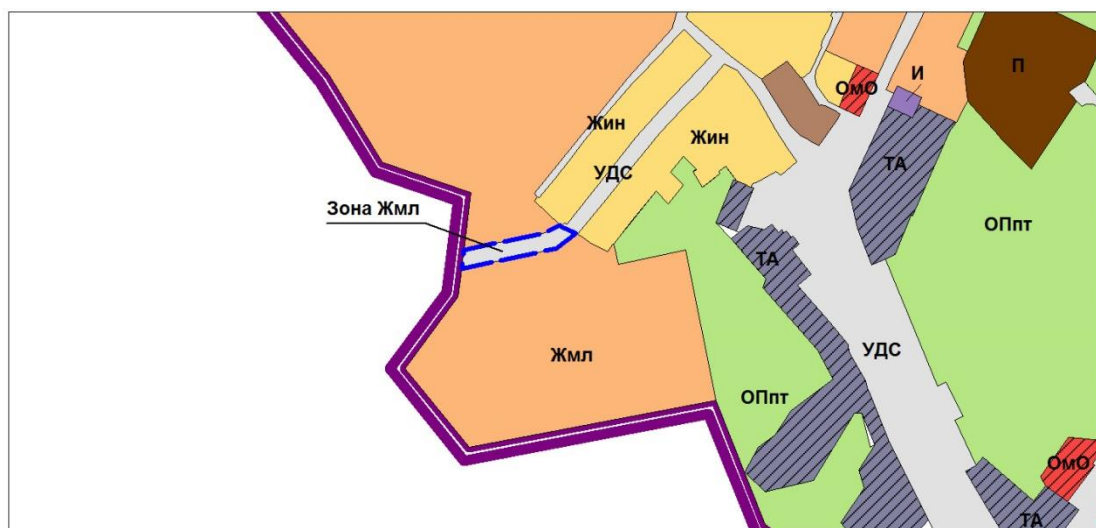 П
И
ОмО
Жин
Жин
ТА
УДС
Зона Жмл
ОПпт
ТА
Жмл
УДС
ОПпт
ОмО
ТА